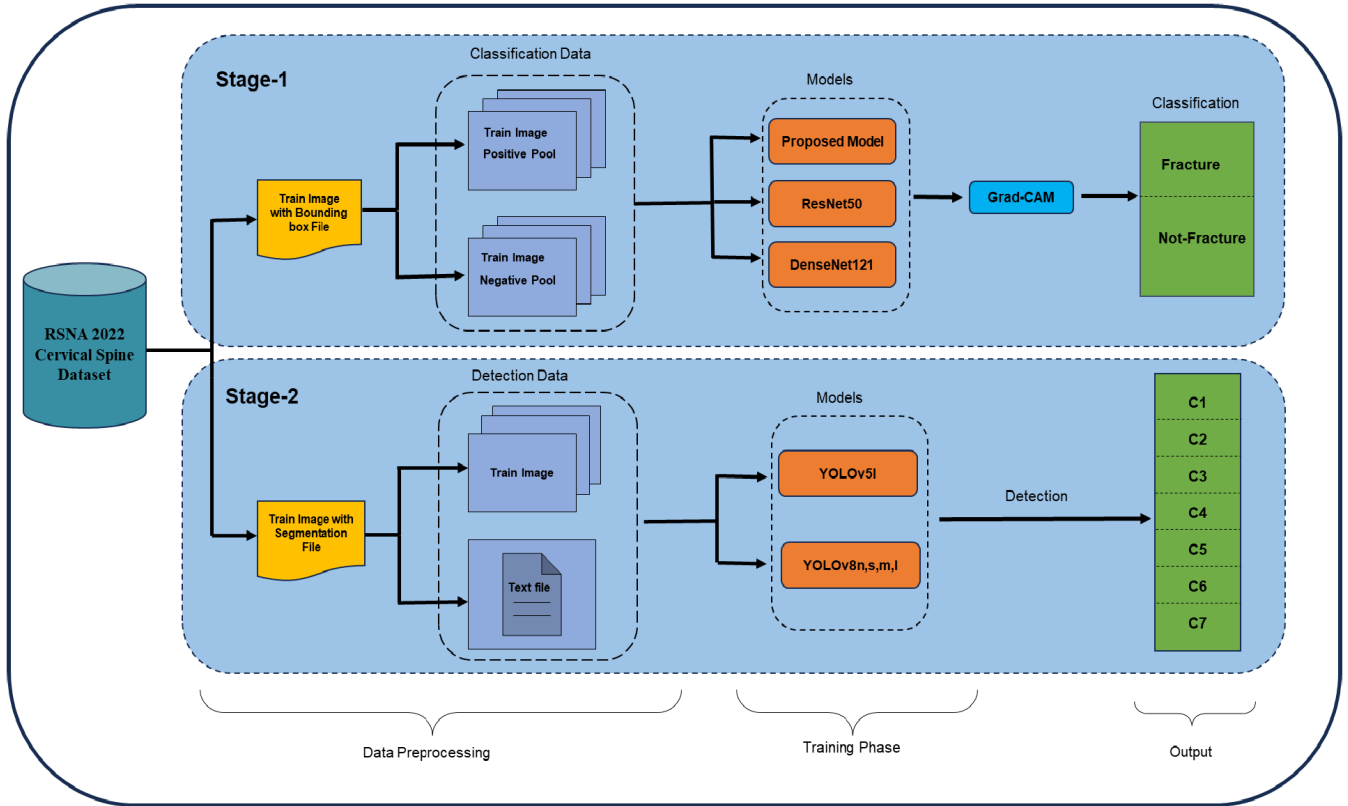 RSNA 2022
Cervical Spine
Dataset
Stage-1
Train Image
with Bounding
box File
Classification Data
Train Image
Positive Pool
Train Image
Negative Pool
Models
Proposed Model
ResNet50
DenseNet121
Grad-CAM
Classification
Fracture
Not-Fracture
Stage-2
Train Image with
Segmentation
File
Detection Data
Train Image
Text file
Models
YOLOv5l
YOLOv8n,s,m,l
Detection
C1
C2
C3
C4
C5
C6
C7
Data Preprocessing
Training Phase
Output